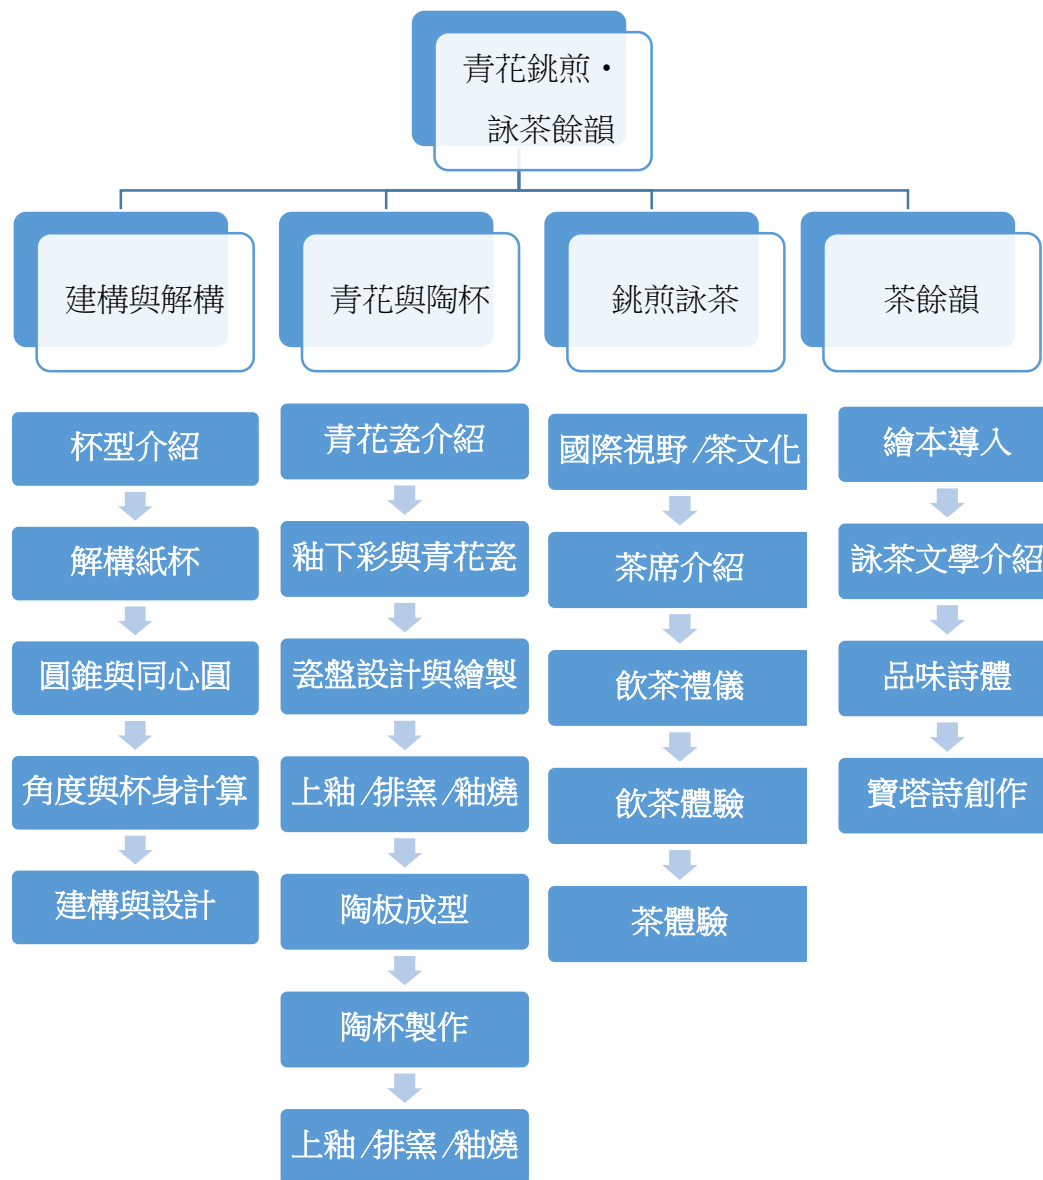 青花銚煎・
詠茶餘韻
建構與解構
青花與陶杯
銚煎詠茶
茶餘韻
杯型介紹
解構紙杯
圓錐與同心圓
角度與杯身計算
建構與設計
青花瓷介紹
釉下彩與青花瓷
瓷盤設計與繪製
上釉/排窯/釉燒
陶板成型
陶杯製作
上釉/排窯/釉燒
國際視野/茶文化
茶席介紹
飲茶禮儀
飲茶體驗
茶體驗
繪本導入
詠茶文學介紹
品味詩體
寶塔詩創作